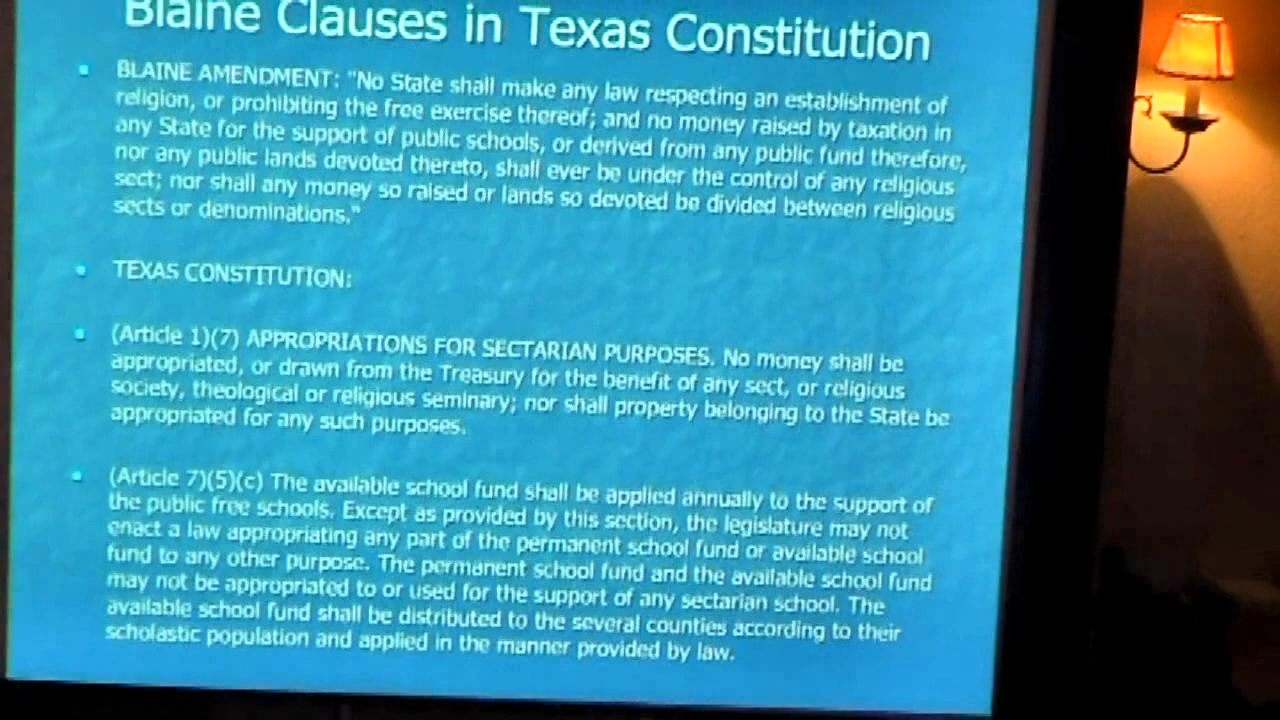 Blaine Clauses in Texas Constitution
BLAINE AMENDMENT: "No State shall make any law respecting an establishment of
religion, or prohibiting the free exercise thereof; and no money raised by taxation in
any State for the support of public schools, or derived from any public fund therefore,
nor any public lands devoted thereto, shall ever be under the control of any religious
sect; nor shall any money so raised or lands so devoted be divided between religious
sects or denominations."
TEXAS CONSTITUTION:
(Article 1)(7) APPROPRIATIONS FOR SECTARIAN PURPOSES. No money shall be
appropriated, or drawn from the Treasury for the benefit of any sect, or religious
society, theological or religious seminary; nor shall property belonging to the State be
appropriated for any such purposes.
(Article 7)(5)(c) The available school fund shall be applied annually to the support of
the public free schools. Except as provided by this section, the legislature may not
enact a law appropriating any part of the permanent school fund or available school
fund to any other purpose. The permanent school fund and the available school fund
may not be appropriated to or used for the support of any sectarian school. The
available school fund shall be distributed to the several counties according to their
scholastic population and applied in the manner provided by law.